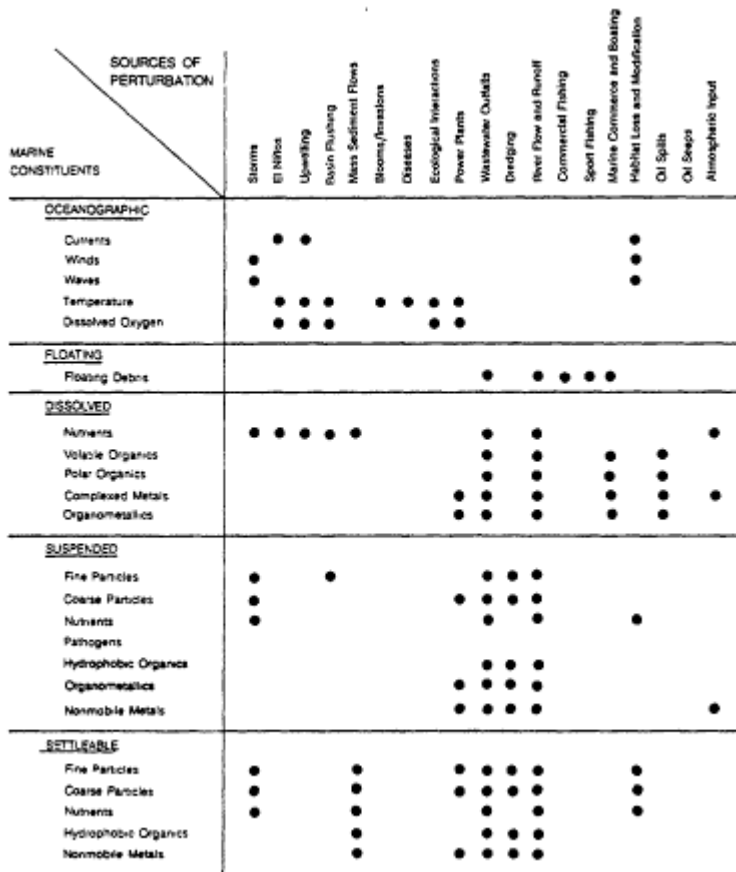 SOURCES OF
PERTURBATION
MARINE
CONSTITUENTS
Storms
El Niños
Upwelling
Basin Flushing
Mass Sediment Flows
Blooms/Invasions
Diseases
Ecological Interactions
Power Plants
Wastewater Outfalls
Dredging
River Flow and Runoff
Commercial Fishing
Sport Fishing
Marine Commerce and Boating
Habitat Loss and Modification
Oil Spills
Oil Seeps
Atmospheric Input
OCEANOGRAPHIC
Currents
Winds
Waves
Temperature
Dissolved Oxygen
FLOATING
Floating Debris
DISSOLVED
Nutrients
Volatile Organics
Polar Organics
Complexed Metals
Organometallics
SUSPENDED
Fine Particles
Coarse Particles
Nutrients
Pathogens
Hydrophobic Organics
Organometallics
Nonmobile Metals
SETTLEABLE
Fine Particles
Coarse Particles
Nutrients
Hydrophobic Organics
Nonmobile Metals